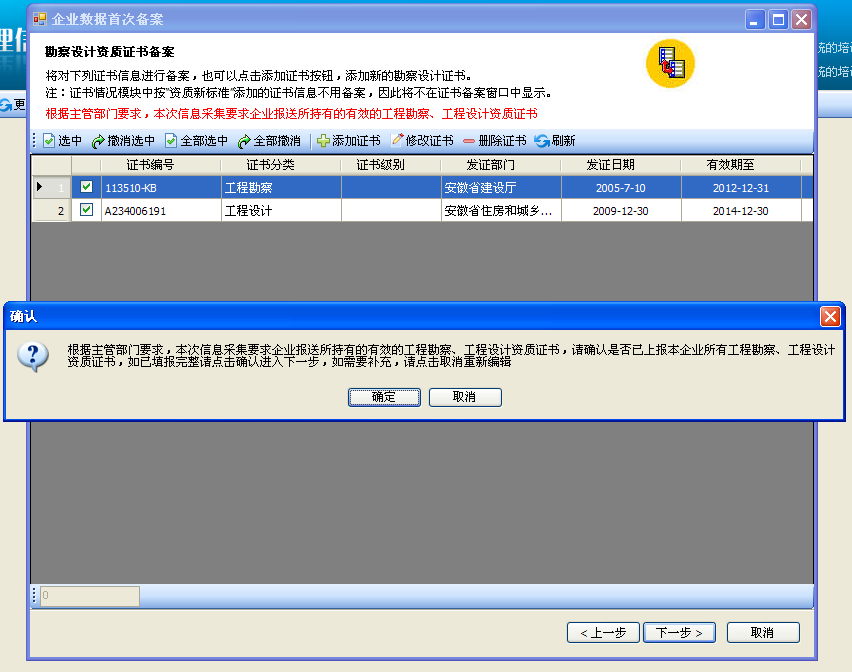 企业数据首次备案
理信
统的培训
统的培训
更
勘察设计资质证书备案
将对下列证书信息进行备案，也可以点击添加证书按钮，添加新的勘察设计证书。
注：证书情况模块中按"资质新标准"添加的证书信息不用备案，因此将不在证书备案窗口中显示。
根据主管部门要求，本次信息采集要求企业报送所持有的有效的工程勘察、工程设计资质证书
选中 撤消选中 全部选中 全部撤消 添加证书 修改证书 删除证书 刷新
证书编号 证书分类 证书级别 发证部门 发证日期 有效期至
1 113510-KB 工程勘察 安徽省建设厅 2005-7-10 2012-12-31
2 A234006191 工程设计 安徽省住房和城乡... 2009-12-30 2014-12-30
确认
根据主管部门要求，本次信息采集要求企业报送所持有的有效的工程勘察、工程设计资质证书，请确认是否已上报本企业所有工程勘察、工程设计
资质证书，如已填报完整请点击确认进入下一步，如需要补充，请点击取消重新编辑
确定 取消
0
< 上一步 下一步 > 取消